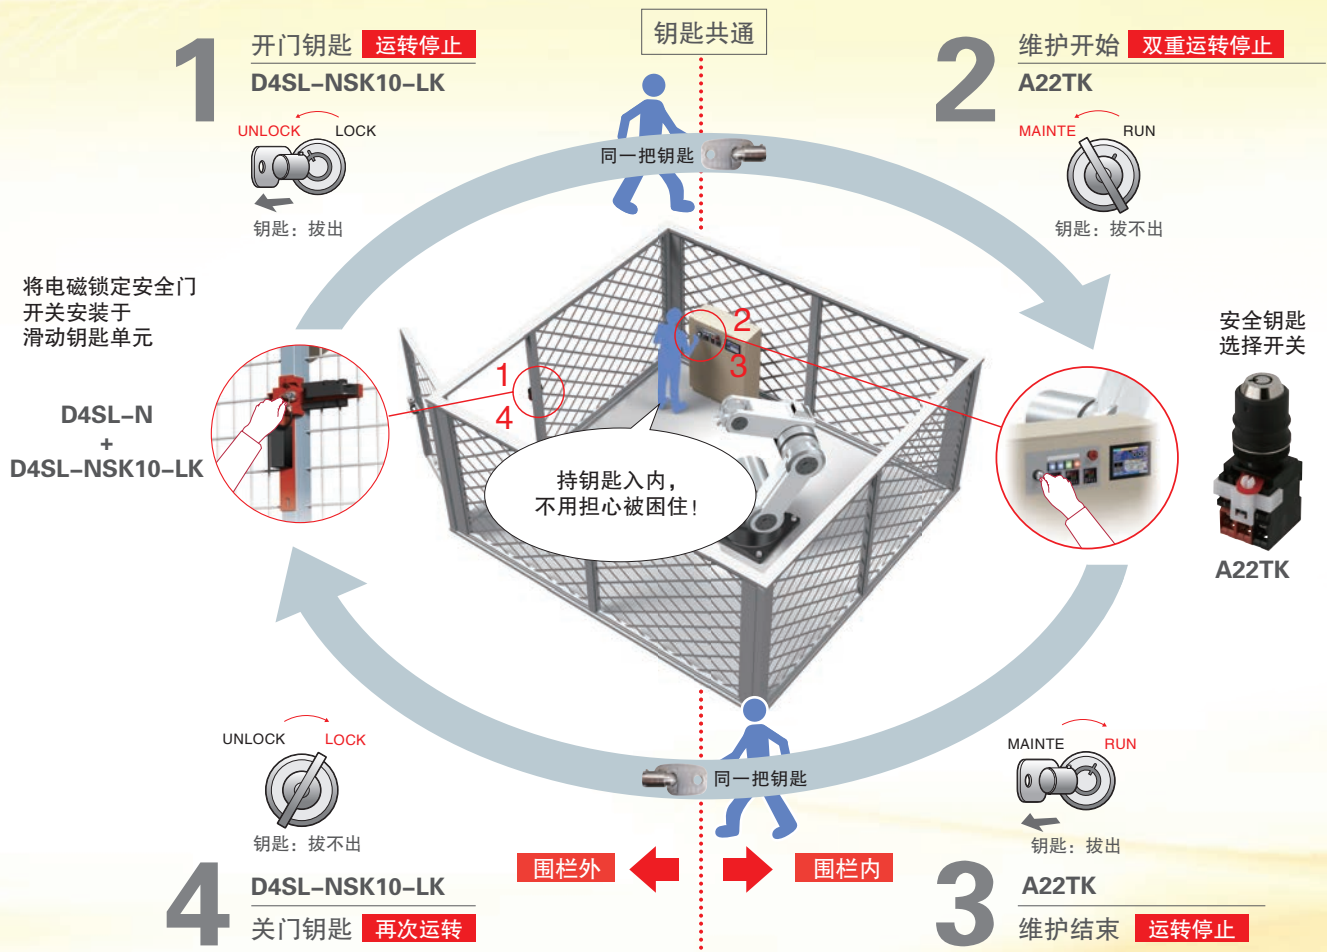 1
开门钥匙 运转停止
D4SL-NSK10-LK
UNLOCK LOCK
钥匙：拔出
钥匙共通
同一把钥匙
2
维护开始 双重运转停止
A22TK
MAINTE RUN
钥匙：拔不出
将电磁锁定安全门
开关安装于
滑动钥匙单元
D4SL-N
+
D4SL-NSK10-LK
1
4
2
3
持钥匙入内，
不用担心被困住！
安全钥匙
选择开关
A22TK
UNLOCK LOCK
钥匙：拔不出
4
D4SL-NSK10-LK
关门钥匙 再次运转
同一把钥匙
围栏外 围栏内
MAINTE RUN
钥匙：拔出
3
A22TK
维护结束 运转停止